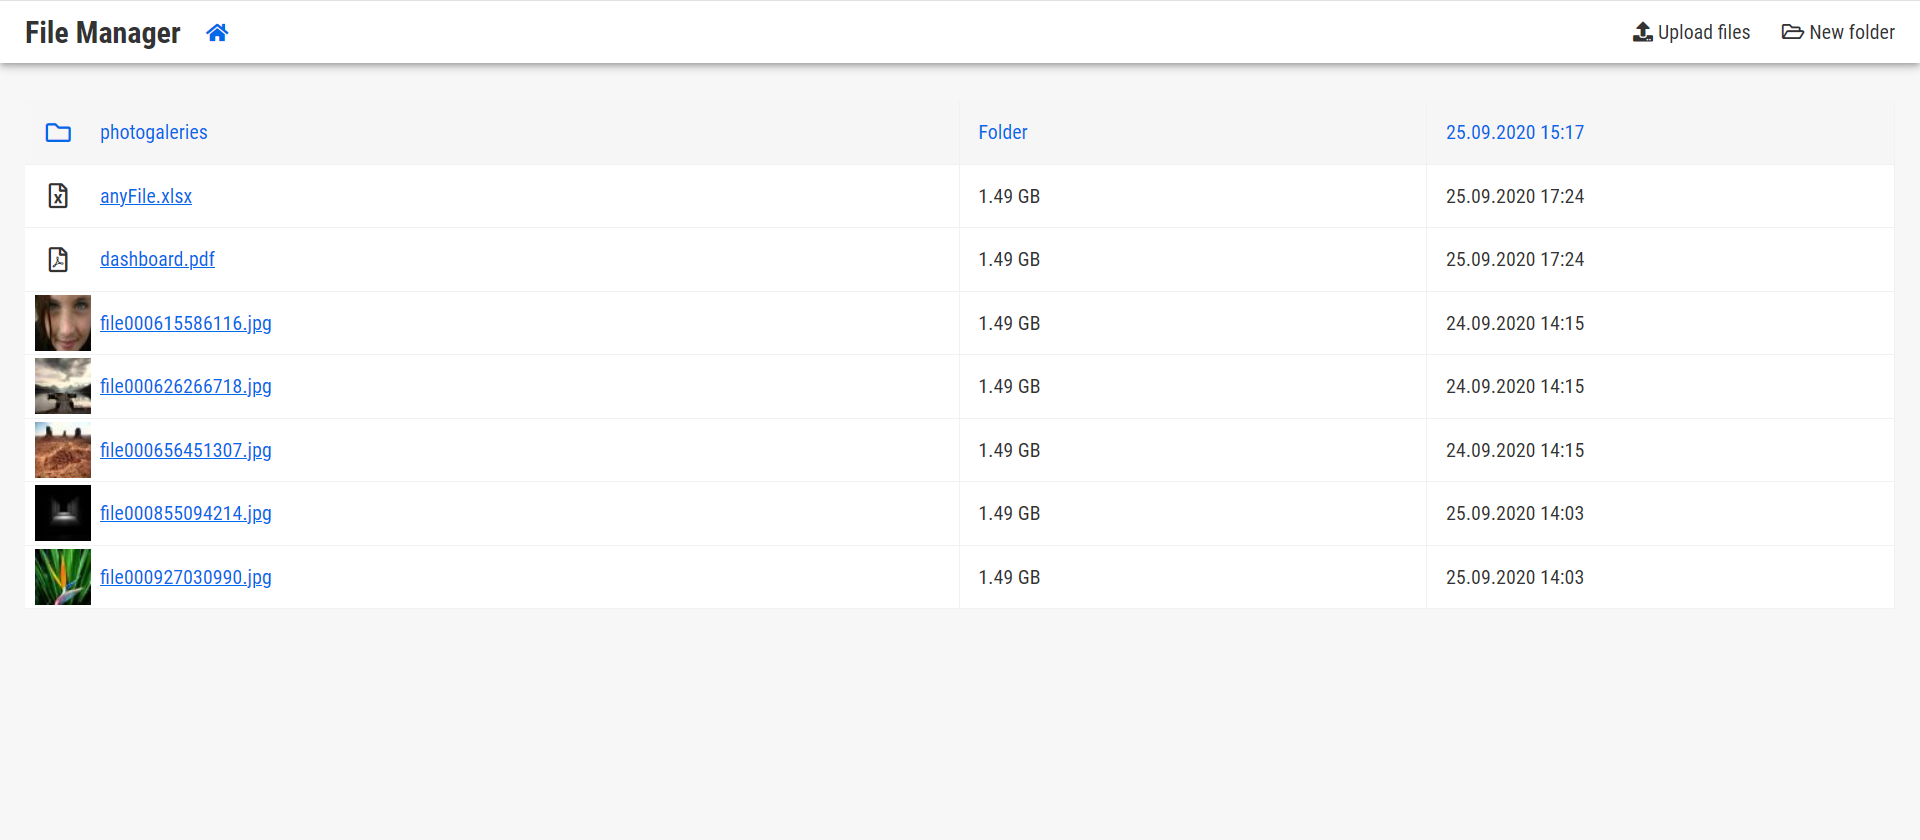 File Manager Upload files New folder
photogaleries Folder 25.09.2020 15:17
anyFile.xlsx 1.49 GB 25.09.2020 17:24
dashboard.pdf 1.49 GB 25.09.2020 17:24
file000615586116.jpg 1.49 GB 24.09.2020 14:15
file000626266718.jpg 1.49 GB 24.09.2020 14:15
file000656451307.jpg 1.49 GB 24.09.2020 14:15
file000855094214.jpg 1.49 GB 25.09.2020 14:03
file000927030990.jpg 1.49 GB 25.09.2020 14:03